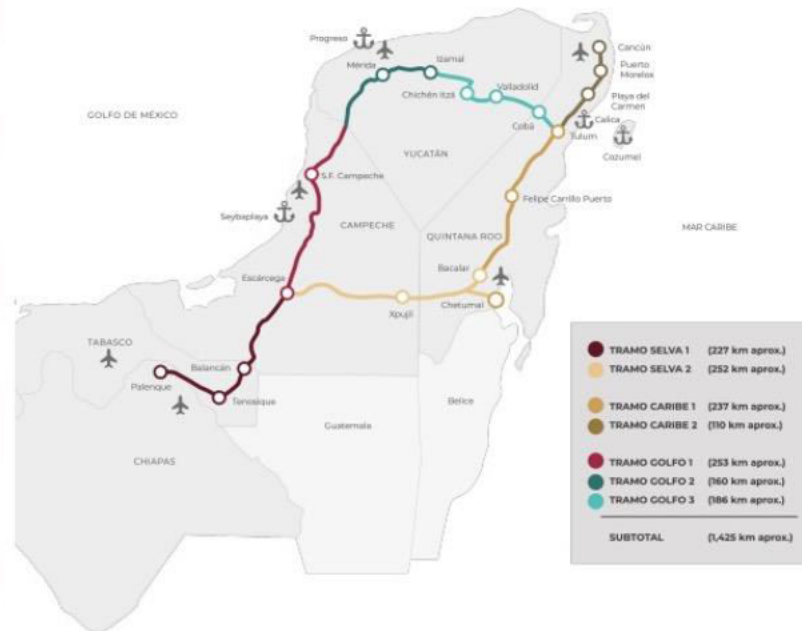 Progreso
Cancún
Mérida
Izamal
Puerto
Morelos
Chichén Itzá
Valladolid
Playa del
Carmen
GOLFO DE MÉXICO
Cobá
Calica
Tulum
Cozumel
YUCATÁN
S.F. Campeche
Felipe Carrillo Puerto
Seybaplaya
CAMPECHE
QUINTANA ROO
MAR CARIBE
Bacalar
Escárcega
Xpujil
Chetumal
TABASCO
Balancán
Palenque
Tenosique
Guatemala
Belice
CHIAPAS
TRAMO SELVA 1 (227 km aprox.)
TRAMO SELVA 2 (252 km aprox.)
TRAMO CARIBE 1 (237 km aprox.)
TRAMO CARIBE 2 (110 km aprox.)
TRAMO GOLFO 1 (253 km aprox.)
TRAMO GOLFO 2 (160 km aprox.)
TRAMO GOLFO 3 (186 km aprox.)
SUBTOTAL (1,425 km aprox.)